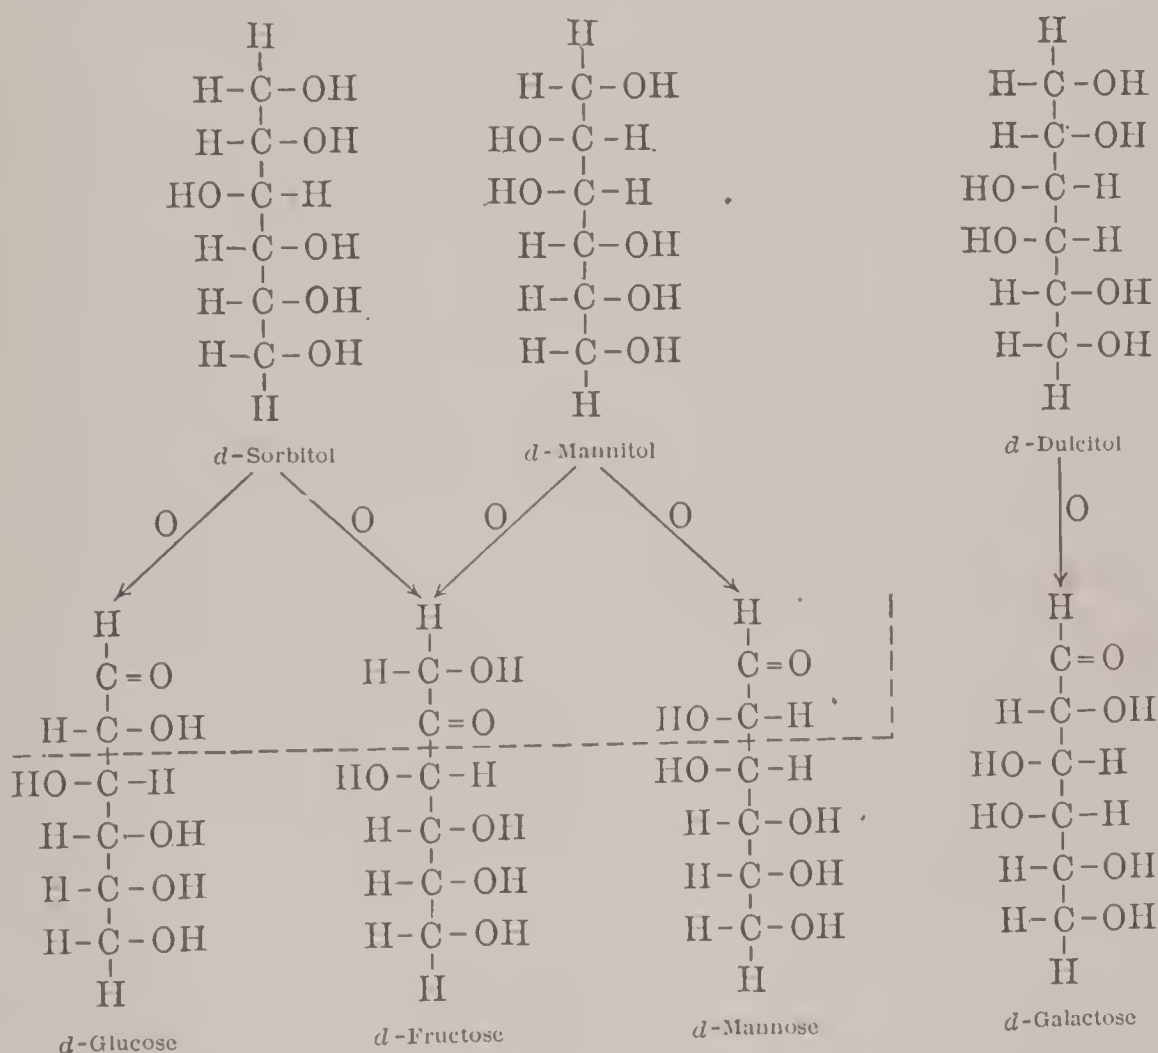 H H H
H-C-OH H-C-OH H-C-OH
H-C-OH HO-C-H H-C-OH
HO-C-H HO-C-H HO-C-H
H-C-OH H-C-OH HO-C-H
H-C-OH H-C-OH H-C-OH
H-C-OH H-C-OH H-C-OH
H H H
d-Sorbitol d-Mannitol d-Dulcitol
O O O O O
H H H H
C=O H-C-OH C=O C=O
H-C-OH C=O HO-C-H H-C-OH
HO-C-H HO-C-H HO-C-H HO-C-H
H-C-OH H-C-OH H-C-OH HO-C-H
H-C-OH H-C-OH H-C-OH H-C-OH
H-C-OH H-C-OH H-C-OH H-C-OH
H H H H
d-Glucose d-Fructose d-Mannose d-Galactose